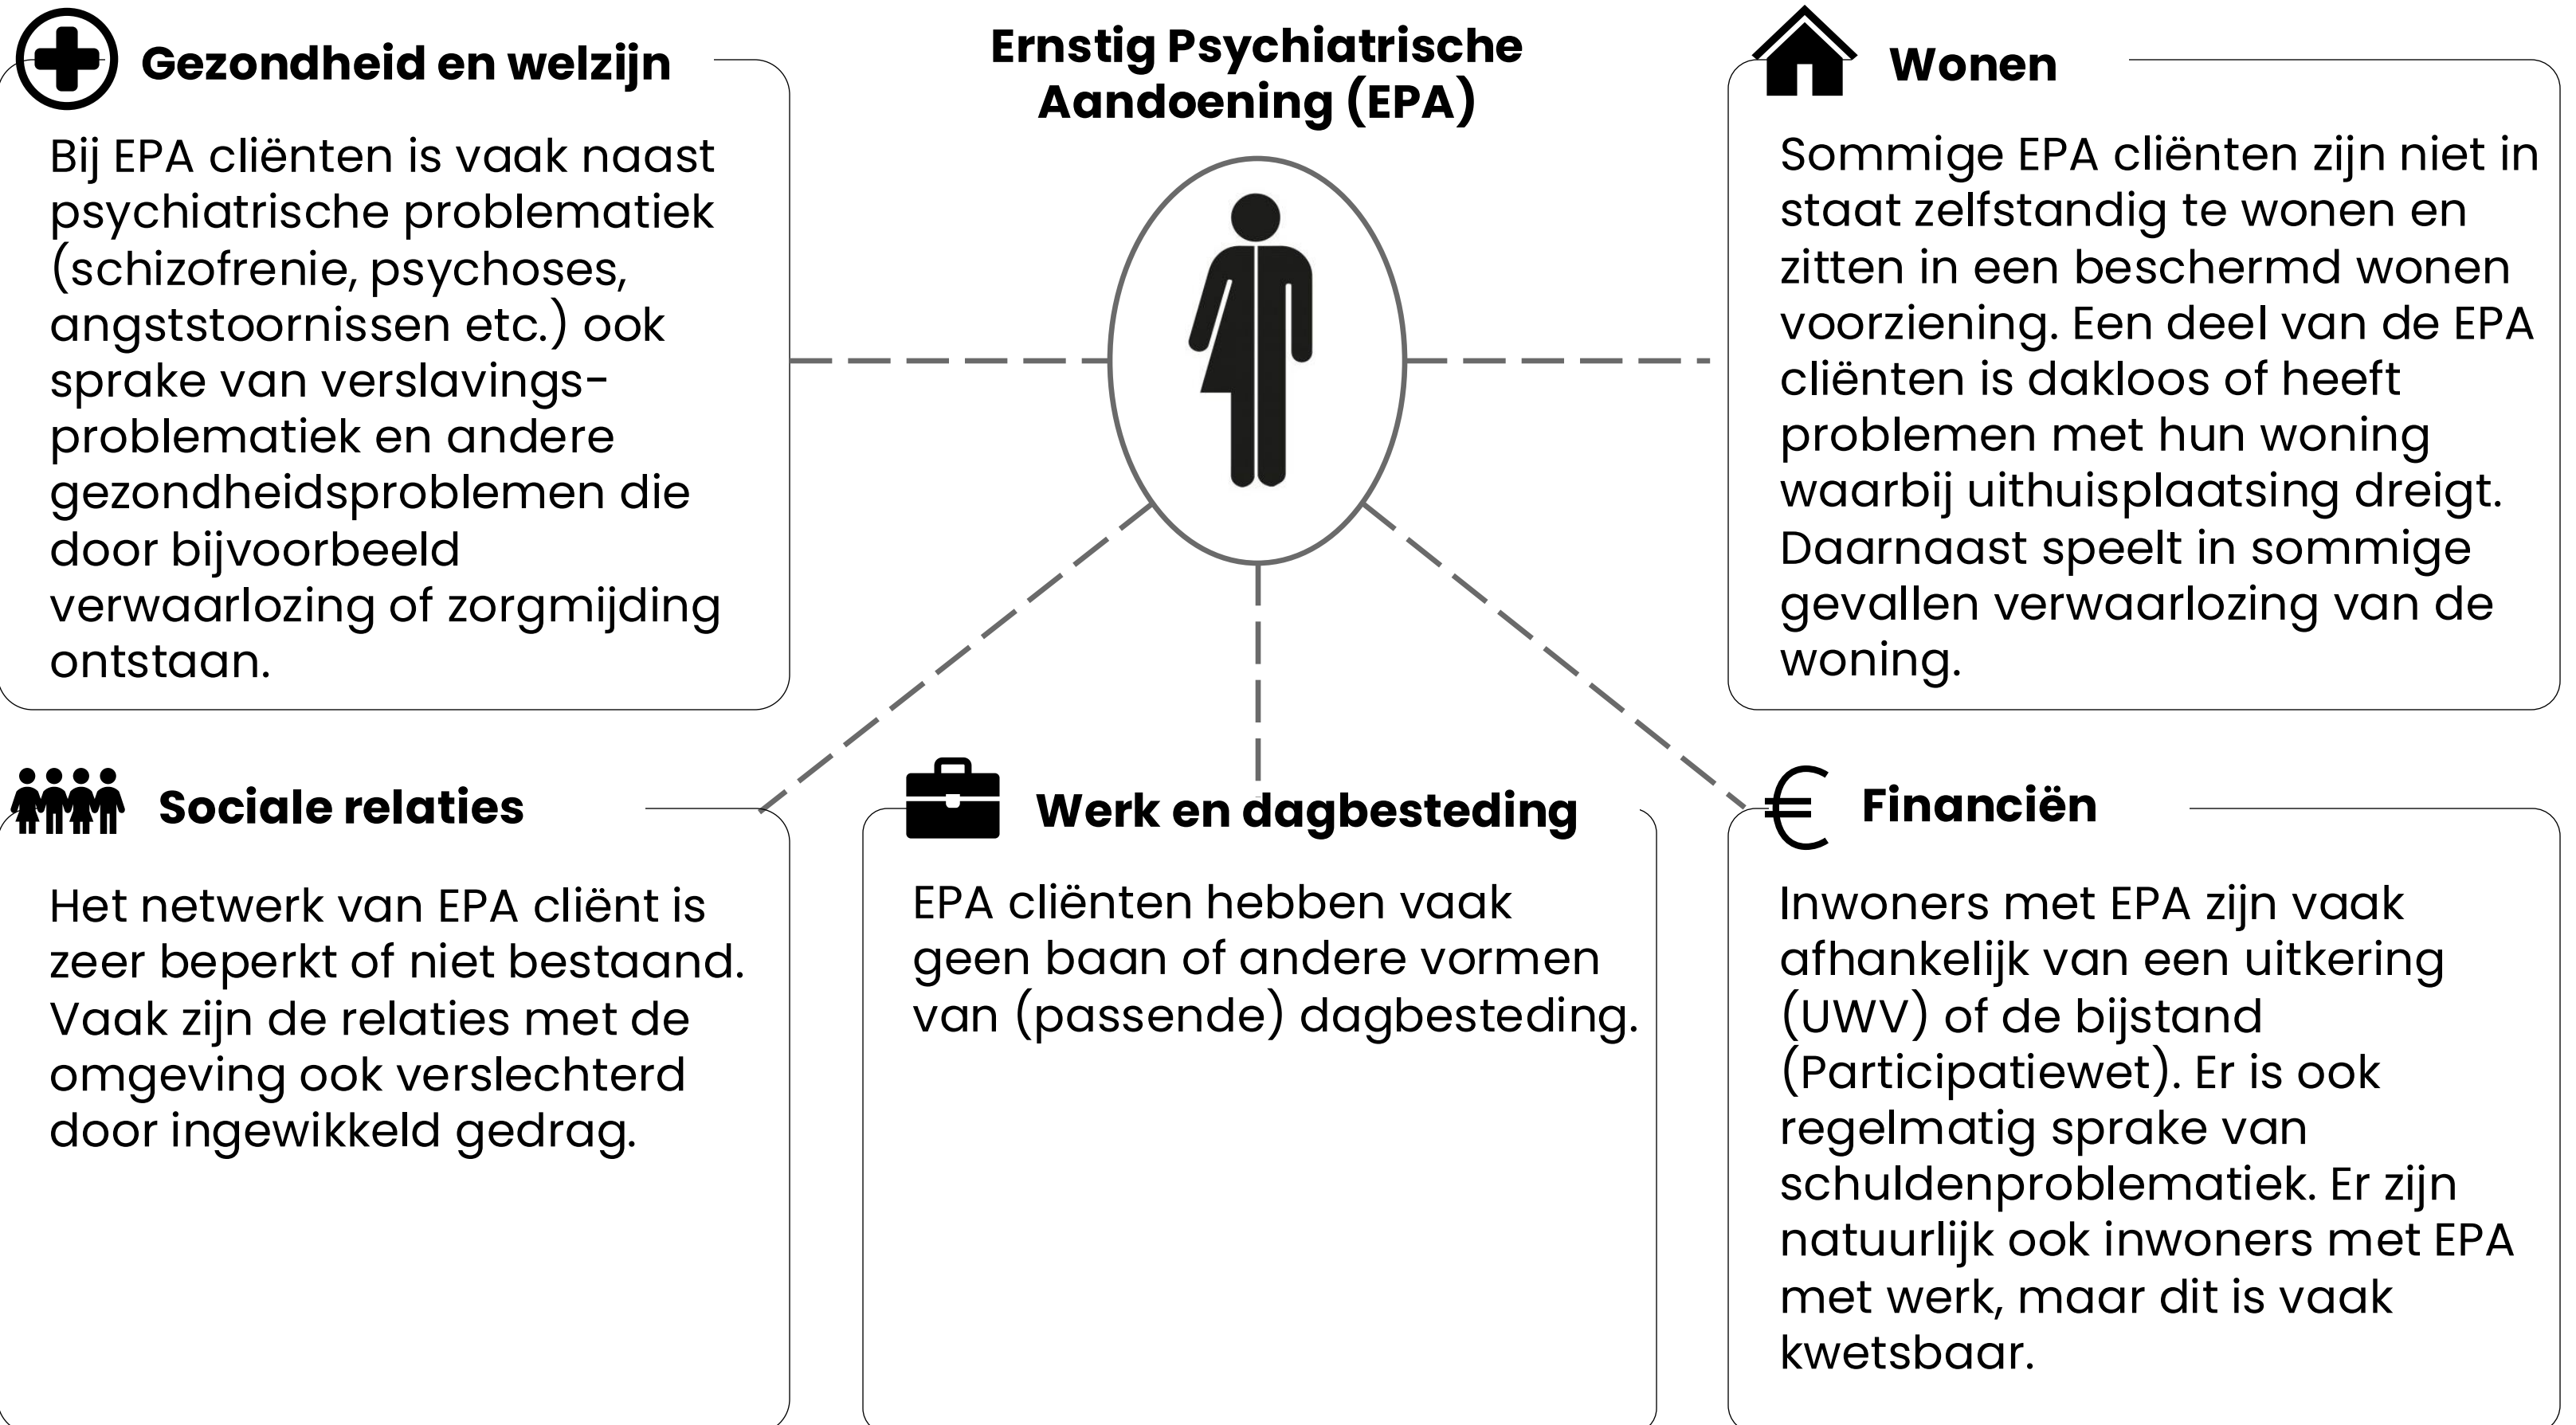 Gezondheid en welzijn
Bij EPA cliënten is vaak naast
psychiatrische problematiek
(schizofrenie, psychoses,
angststoornissen etc.) ook
sprake van verslavings-
problematiek en andere
gezondheidsproblemen die
door bijvoorbeeld
verwaarlozing of zorgmijding
ontstaan.
Ernstig Psychiatrische
Aandoening (EPA)
Wonen
Sommige EPA cliënten zijn niet in
staat zelfstandig te wonen en
zitten in een beschermd wonen
voorziening. Een deel van de EPA
cliënten is dakloos of heeft
problemen met hun woning
waarbij uithuisplaatsing dreigt.
Daarnaast speelt in sommige
gevallen verwaarlozing van de
woning.
Sociale relaties
Het netwerk van EPA cliënt is
zeer beperkt of niet bestaand.
Vaak zijn de relaties met de
omgeving ook verslechterd
door ingewikkeld gedrag.
Werk en dagbesteding
EPA cliënten hebben vaak
geen baan of andere vormen
van (passende) dagbesteding.
Financiën
Inwoners met EPA zijn vaak
afhankelijk van een uitkering
(UWV) of de bijstand
(Participatiewet). Er is ook
regelmatig sprake van
schuldenproblematiek. Er zijn
natuurlijk ook inwoners met EPA
met werk, maar dit is vaak
kwetsbaar.